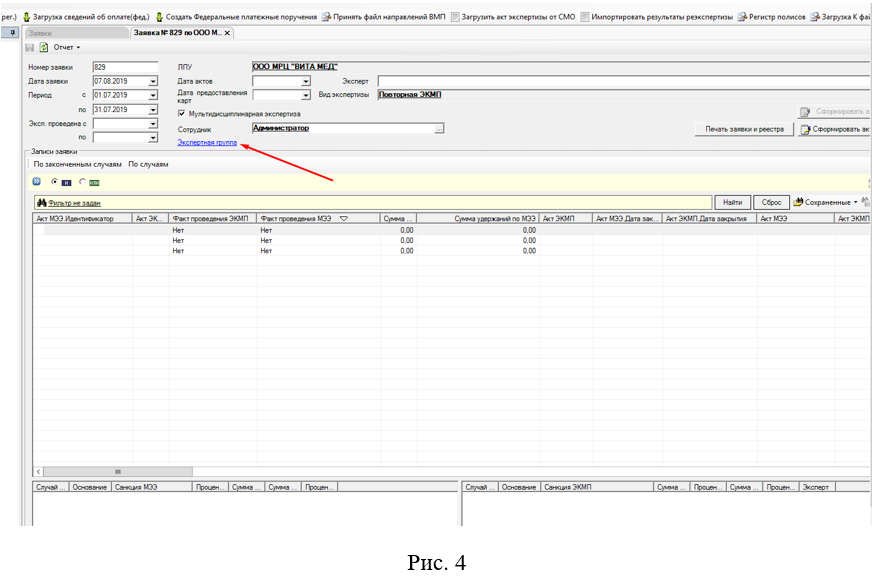 рег.) Загрузка сведений об оплате(фед.) Создать Федеральные платежные поручения Принять файл направлений ВМП Загрузить акт экспертизы от СМО Импортировать результаты реэкспертизы Регистр полисов Загрузка К фай
Заявки Заявка № 829 по ООО М...
Отчет
Номер заявки 829 ЛПУ ООО МРЦ "ВИТА МЕД"
Дата заявки 07.08.2019 Дата актов Эксперт
Период с 01.07.2019 Дата предоставления карт Вид экспертизы Повторная ЭКМП
по 31.07.2019 Мультидисциплинарная экспертиза Сформировать а
Эксп. проведена с Сотрудник Администратор ... Печать заявки и реестра Сформировать ак
по Экспертная группа
Записи заявки
По законченным случаям По случаям
И ИЛИ
Фильтр не задан Найти Сброс Сохраненные
Акт МЭЭ.Идентификатор Акт ЭК... Факт проведения ЭКМП Факт проведения МЭЭ Сумма ... Сумма удержаний по МЭЭ Акт ЭКМП Акт МЭЭ.Дата зак... Акт ЭКМП.Дата закрытия Акт МЭЭ Акт ЭКМП
Нет Нет 0,00 0,00
Нет Нет 0,00 0,00
Нет Нет 0,00 0,00
Случай ... Основание Санкция МЭЭ Процен... Сумма ... Сумма ... Процен... Случай ... Основание Санкция ЭКМП Сумма ... Процен... Сумма ... Процен... Эксперт
Рис. 4